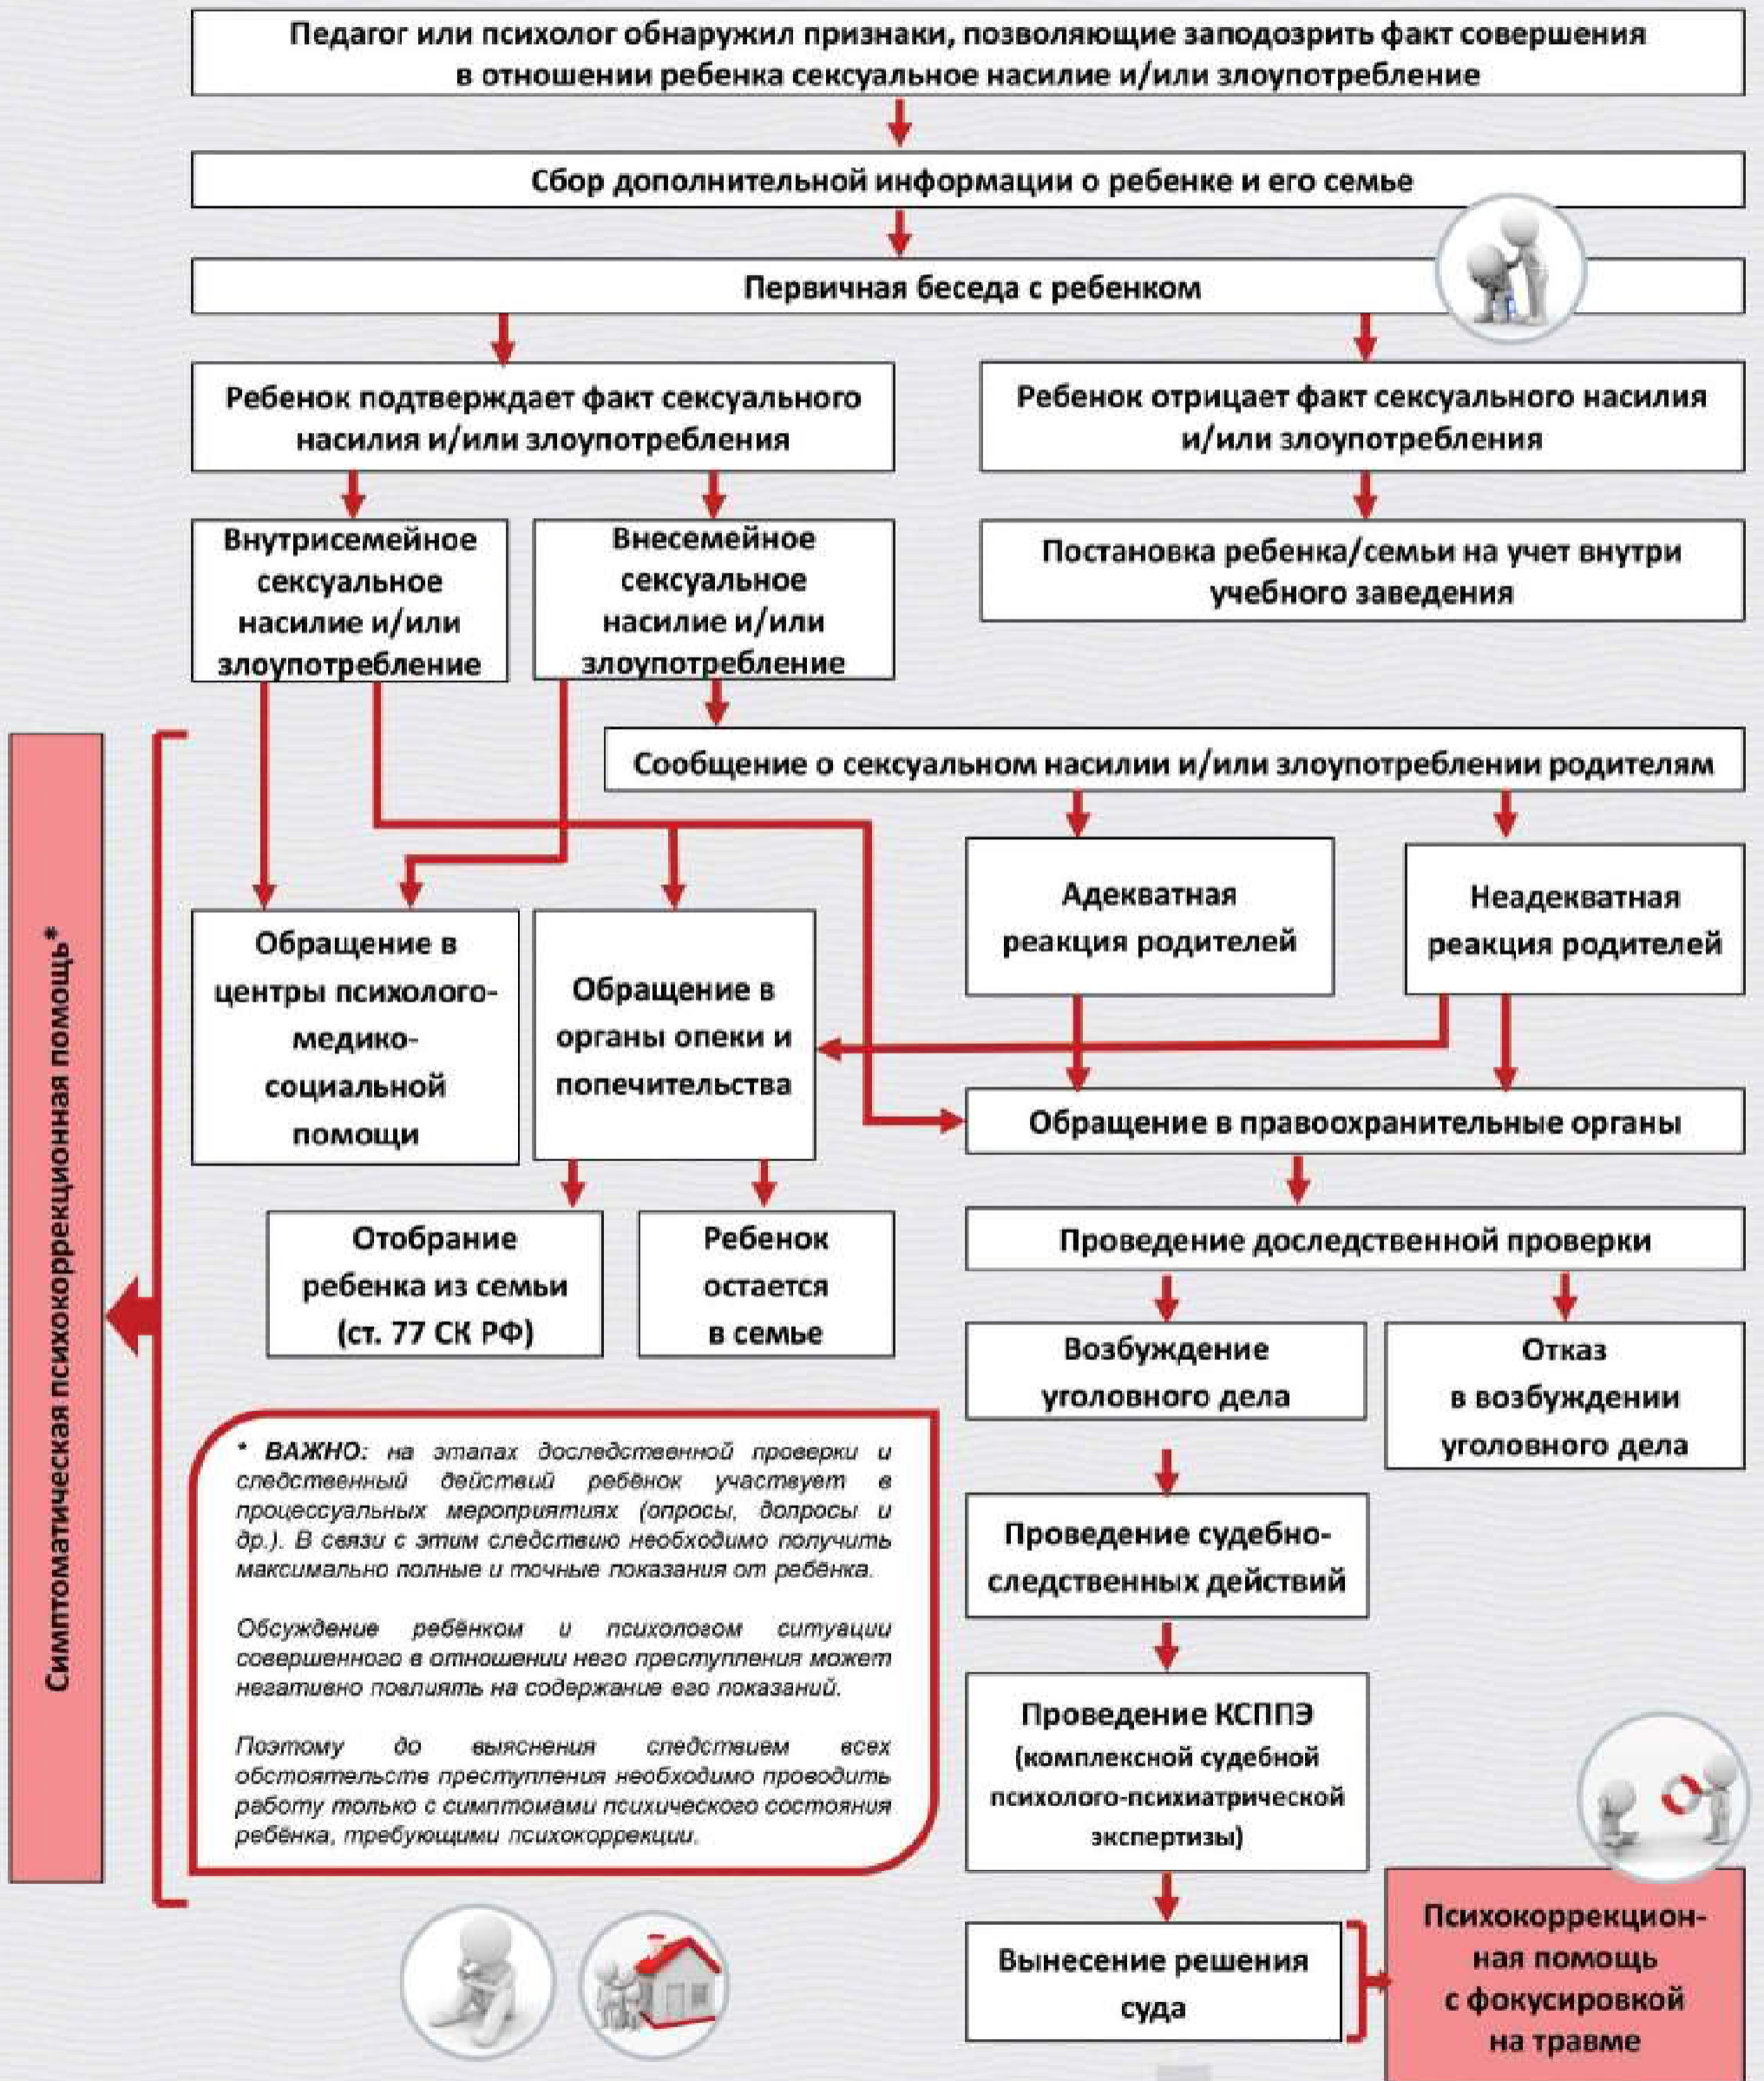 Педагог или психолог обнаружил признаки, позволяющие заподозрить факт совершения
в отношении ребенка сексуальное насилие и/или злоупотребление
Сбор дополнительной информации о ребенке и его семье
Первичная беседа с ребенком
Ребенок подтверждает факт сексуального
насилия и/или злоупотребления
Ребенок отрицает факт сексуального насилия
и/или злоупотребления
Внутрисемейное
сексуальное
насилие и/или
злоупотребление
Внесемейное
сексуальное
насилие и/или
злоупотребление
Постановка ребенка/семьи на учет внутри
учебного заведения
Сообщение о сексуальном насилии и/или злоупотреблении родителям
Адекватная
реакция родителей
Неадекватная
реакция родителей
Обращение в
центры психолого-
медико-
социальной
помощи
Обращение в
органы опеки и
попечительства
Обращение в правоохранительные органы
Отобрание
ребенка из семьи
(ст. 77 СК РФ)
Ребенок
остается
в семье
Проведение доследственной проверки
Возбуждение
уголовного дела
Отказ
в возбуждении
уголовного дела
Симптоматическая психокоррекционная помощь*
* ВАЖНО: на этапах доследственной проверки и
следственный действий ребёнок участвует в
процессуальных мероприятиях (опросы, допросы и
др.). В связи с этим следствию необходимо получить
максимально полные и точные показания от ребёнка.
Обсуждение ребёнком и психологом ситуации
совершенного в отношении него преступления может
негативно повлиять на содержание его показаний.
Поэтому до выяснения следствием всех
обстоятельств преступления необходимо проводить
работу только с симптомами психического состояния
ребёнка, требующими психокоррекции.
Проведение судебно-
следственных действий
Проведение КСППЭ
(комплексной судебной
психолого-психиатрической
экспертизы)
Вынесение решения
суда
Психокоррекцион-
ная помощь
с фокусировкой
на травме